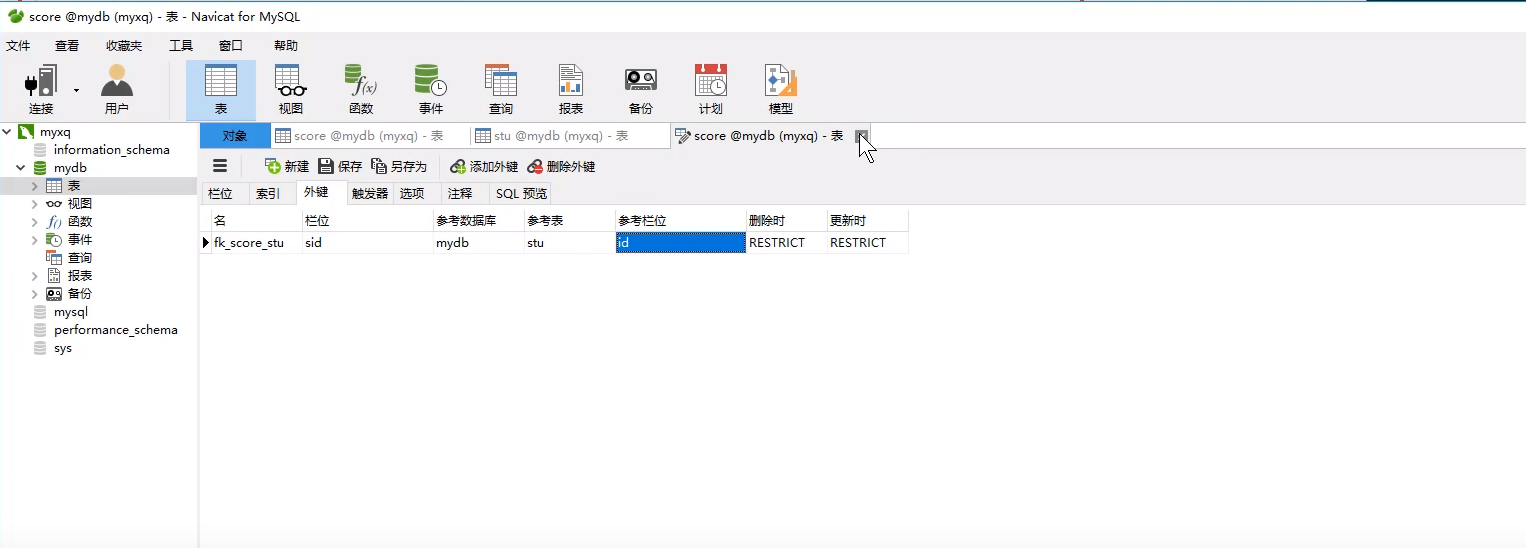 score @mydb (myxq) - 表 - Navicat for MySQL
文件 查看 收藏夹 工具 窗口 帮助
连接 用户 表 视图 函数 事件 查询 报表 备份 计划 模型
myxq
information_schema
mydb
表
视图
函数
事件
查询
报表
备份
mysql
performance_schema
sys
对象 score @mydb (myxq) - 表 stu @mydb (myxq) - 表 score @mydb (myxq) - 表
新建 保存 另存为 添加外键 删除外键
栏位 索引 外键 触发器 选项 注释 SQL 预览
名 栏位 参考数据库 参考表 参考栏位 删除时 更新时
fk_score_stu sid mydb stu id RESTRICT RESTRICT